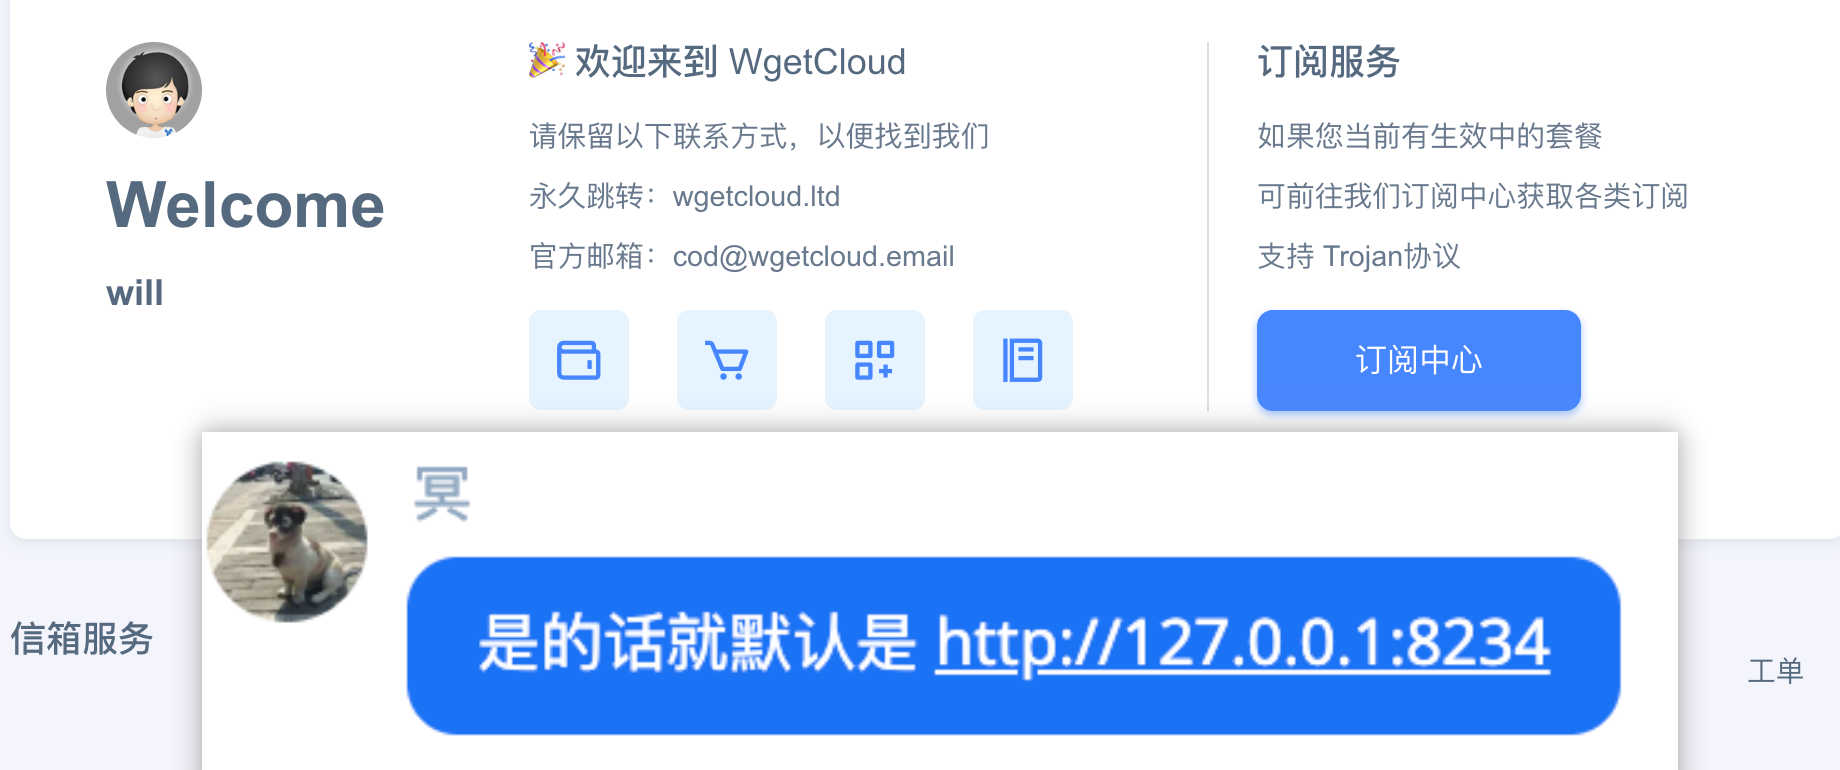 Welcome
will
🎉 欢迎来到 WgetCloud
请保留以下联系方式，以便找到我们
永久跳转：wgetcloud.ltd
官方邮箱：cod@wgetcloud.email
订阅服务
如果您当前有生效中的套餐
可前往我们订阅中心获取各类订阅
支持 Trojan协议
订阅中心
冥
是的话就默认是 http://127.0.0.1:8234
信箱服务
工单